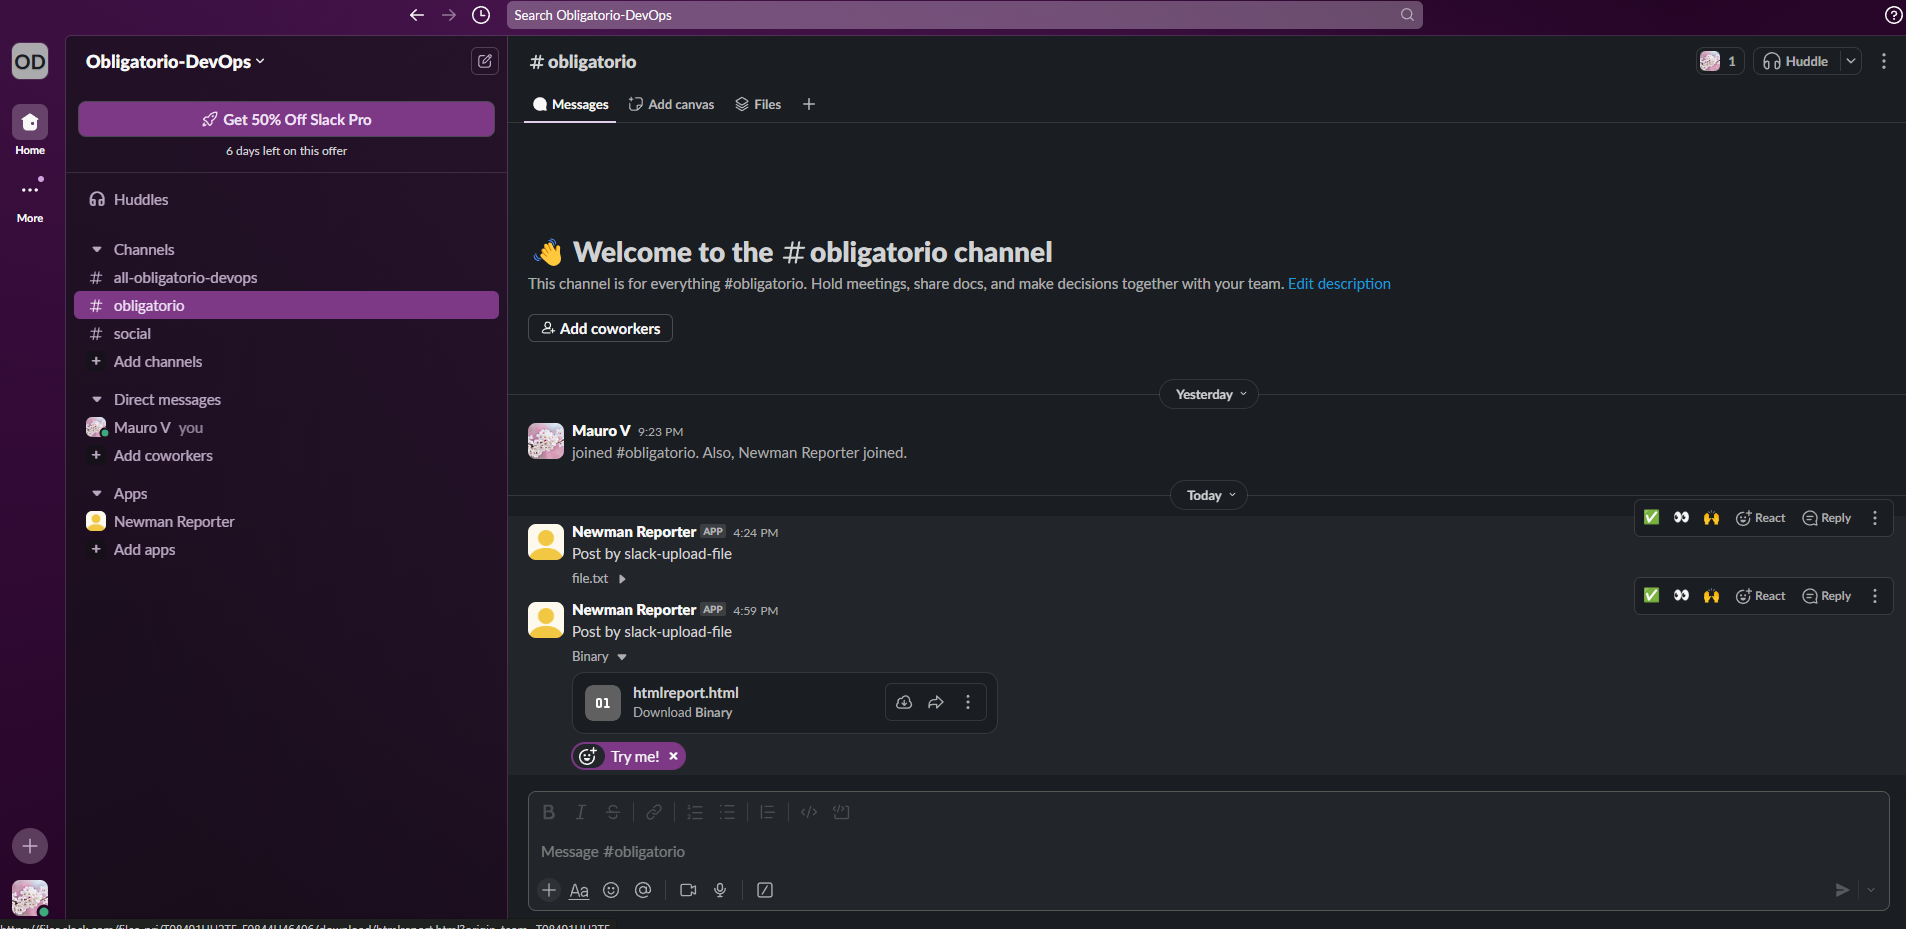 Search Obligatorio-DevOps
OD
Obligatorio-DevOps
Get 50% Off Slack Pro
6 days left on this offer
Home
More
Huddles
Channels
# all-obligatorio-devops
# obligatorio
# social
+ Add channels
Direct messages
Mauro V you
+ Add coworkers
Apps
Newman Reporter
+ Add apps
# obligatorio
1
Huddle
Messages
Add canvas
Files
Welcome to the # obligatorio channel
This channel is for everything #obligatorio. Hold meetings, share docs, and make decisions together with your team. Edit description
Add coworkers
Yesterday
Mauro V 9:23 PM
joined #obligatorio. Also, Newman Reporter joined.
Today
Newman Reporter APP 4:24 PM
React Reply
Post by slack-upload-file
file.txt
Newman Reporter APP 4:59 PM
React Reply
Post by slack-upload-file
Binary
01
htmlreport.html
Download Binary
Try me!
B I S
Message #obligatorio
Aa